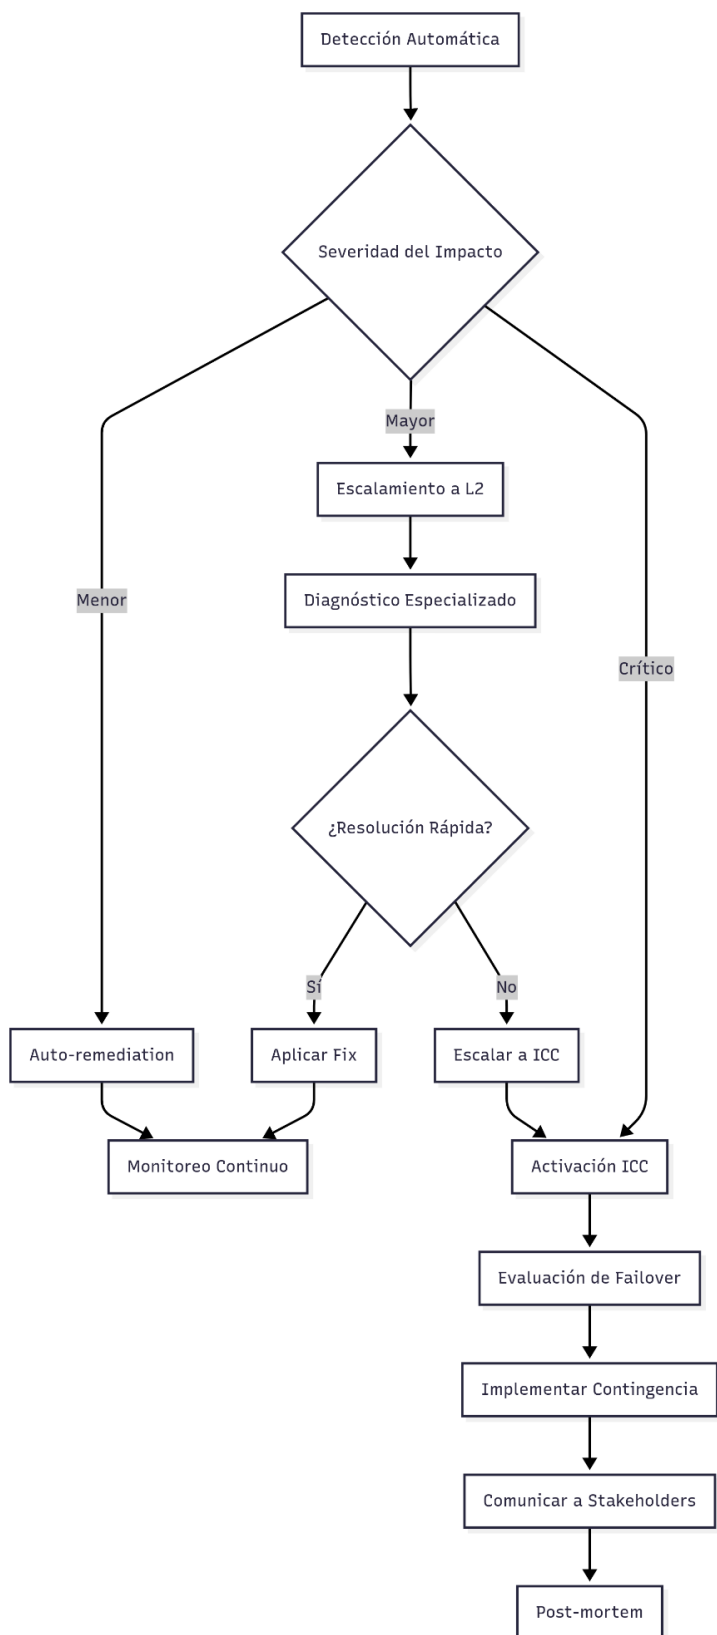 Detección Automática
Severidad del Impacto
Mayor
Escalamiento a L2
Menor
Diagnóstico Especializado
Crítico
¿Resolución Rápida?
Sí
No
Auto-remediation
Aplicar Fix
Escalar a ICC
Monitoreo Continuo
Activación ICC
Evaluación de Failover
Implementar Contingencia
Comunicar a Stakeholders
Post-mortem